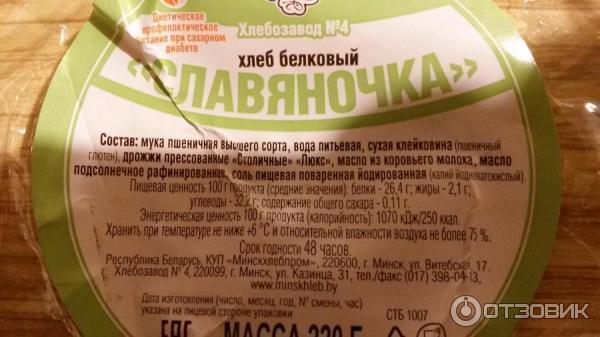 Диетическое
профилактическое
питание при сахарном
диабете
Хлебозавод №4
хлеб белковый
«СЛАВЯНОЧКА»
Состав: мука пшеничная высшего сорта, вода питьевая, сухая клейковина (пшеничный
глютен), дрожжи прессованные «Столичные» «Люкс», масло из коровьего молока, масло
подсолнечное рафинированное, соль пищевая поваренная йодированная (калий йодноватокислый).
Пищевая ценность 100 г продукта (средние значения): белки - 26,4 г; жиры - 2,1 г;
углеводы - 32,2 г; содержание общего сахара - 0,11 г.
Энергетическая ценность 100 г продукта (калорийность): 1070 кДж/250 ккал.
Хранить при температуре не ниже +6°С и относительной влажности воздуха не более 75 %.
Срок годности 48 часов.
Республика Беларусь, КУП «Минскхлебпром», 220600, г. Минск, ул. Витебская, 17
Хлебозавод № 4, 220099, г. Минск, ул. Казинца, 31, тел./факс (017) 398-04-13,
www.minskhleb.by
Дата изготовления (число, месяц, год, № смены, час)
указана на лицевой стороне упаковки
СТБ 1007
ЕАС МАССА 330 Г
ОТЗОВИК